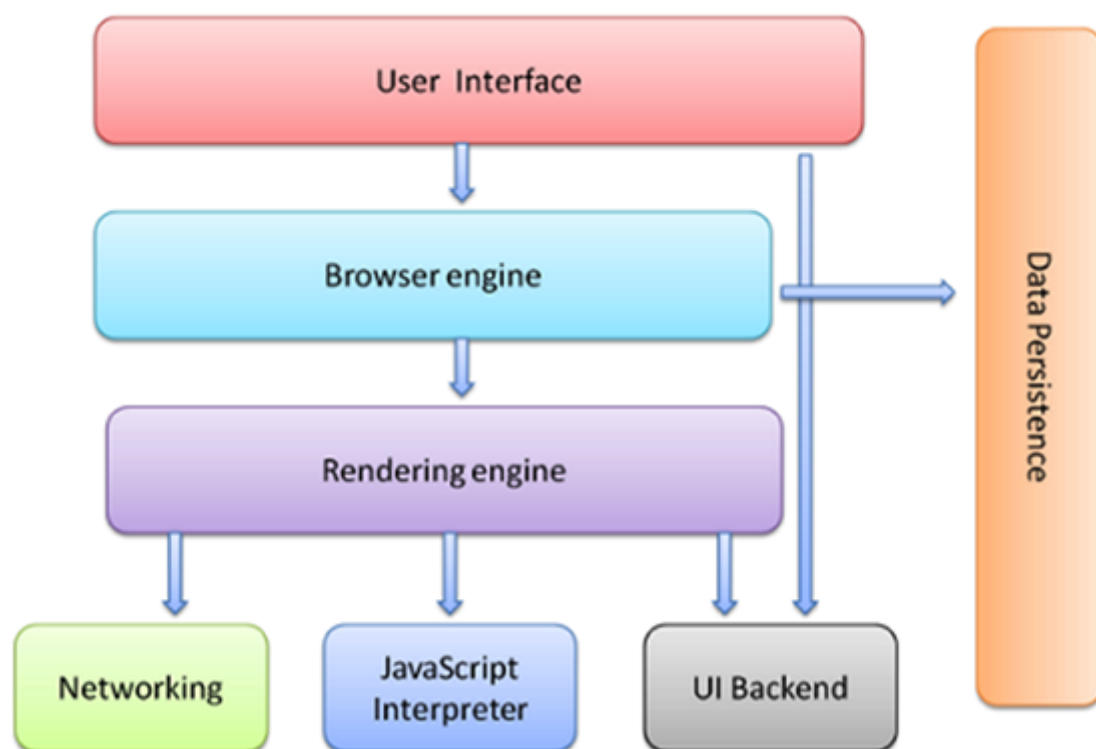 User Interface
Browser engine
Data Persistence
Rendering engine
Networking
JavaScript
Interpreter
UI Backend